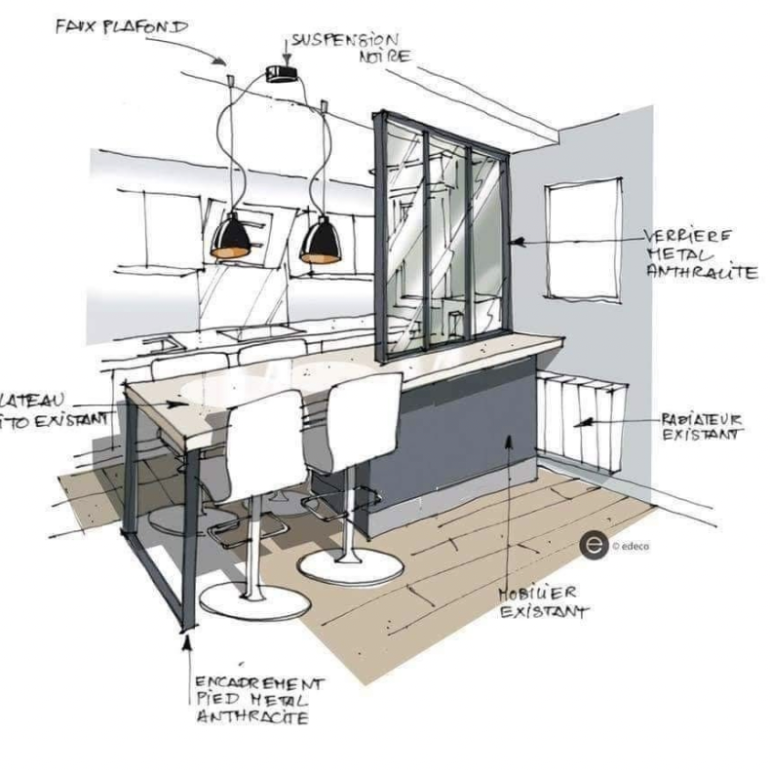 FAUX PLAFOND
SUSPENSION
NOIRE
VERRIERE
METAL
ANTHRACITE
LATEAU
TO EXISTANT
RADIATEUR
EXISTANT
e © edeco
MOBILIER
EXISTANT
ENCADREMENT
PIED METAL
ANTHRACITE